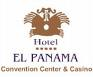 Hotel
EL PANAMA
Convention Center & Casino